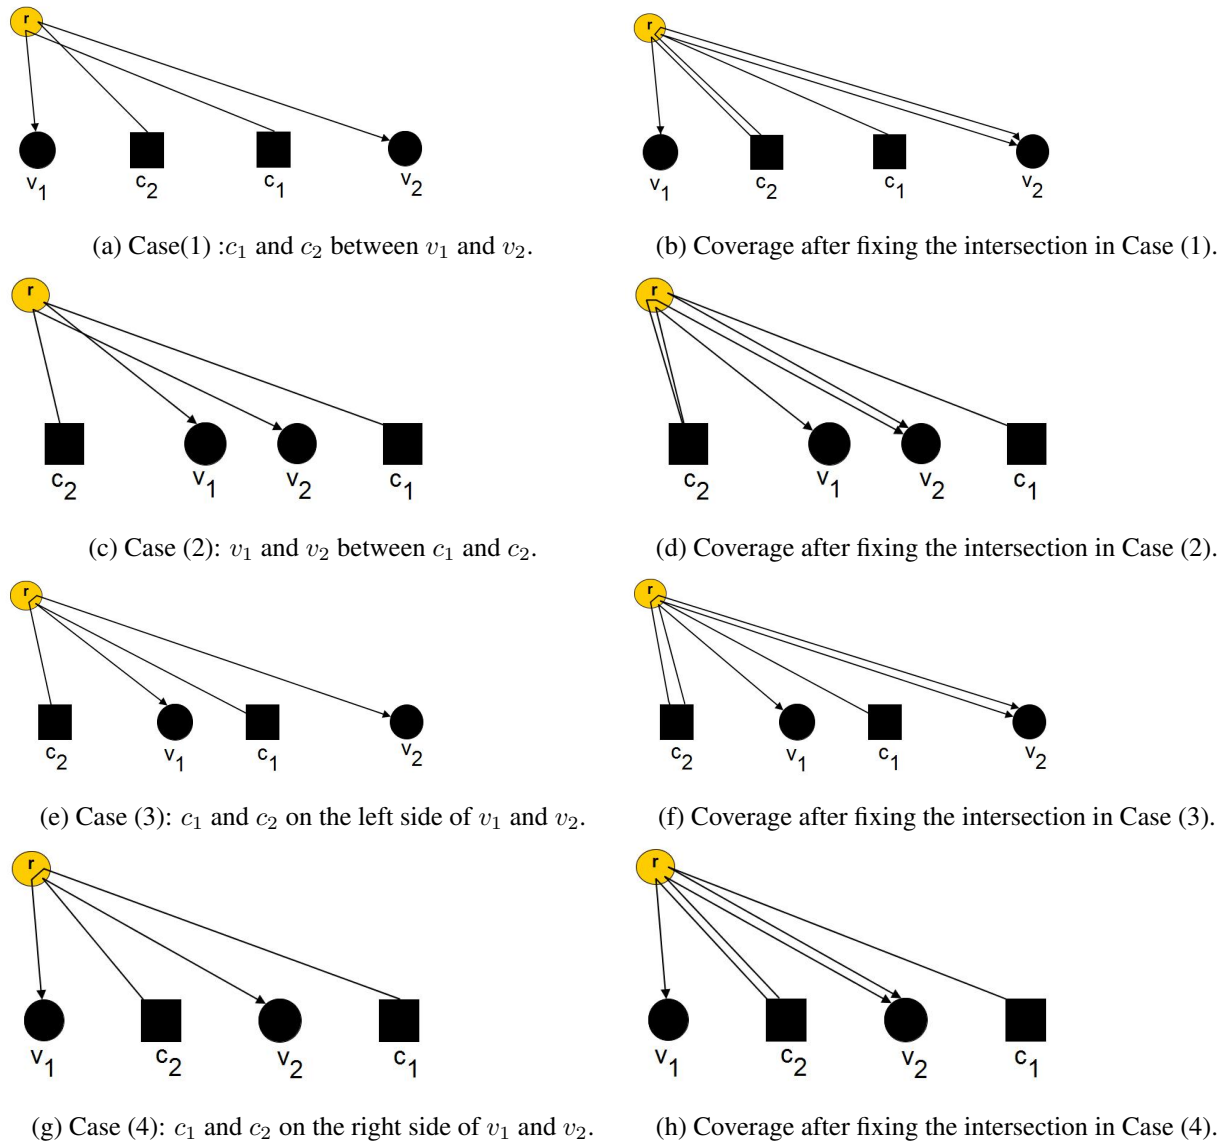 r
r
v1 c2 c1 v2
v1 c2 c1 v2
(a) Case(1) :c1 and c2 between v1 and v2.
(b) Coverage after fixing the intersection in Case (1).
r
r
c2 v1 v2 c1
c2 v1 v2 c1
(c) Case (2): v1 and v2 between c1 and c2.
(d) Coverage after fixing the intersection in Case (2).
r
r
c2 v1 c1 v2
c2 v1 c1 v2
(e) Case (3): c1 and c2 on the left side of v1 and v2.
(f) Coverage after fixing the intersection in Case (3).
r
r
v1 c2 v2 c1
v1 c2 v2 c1
(g) Case (4): c1 and c2 on the right side of v1 and v2.
(h) Coverage after fixing the intersection in Case (4).